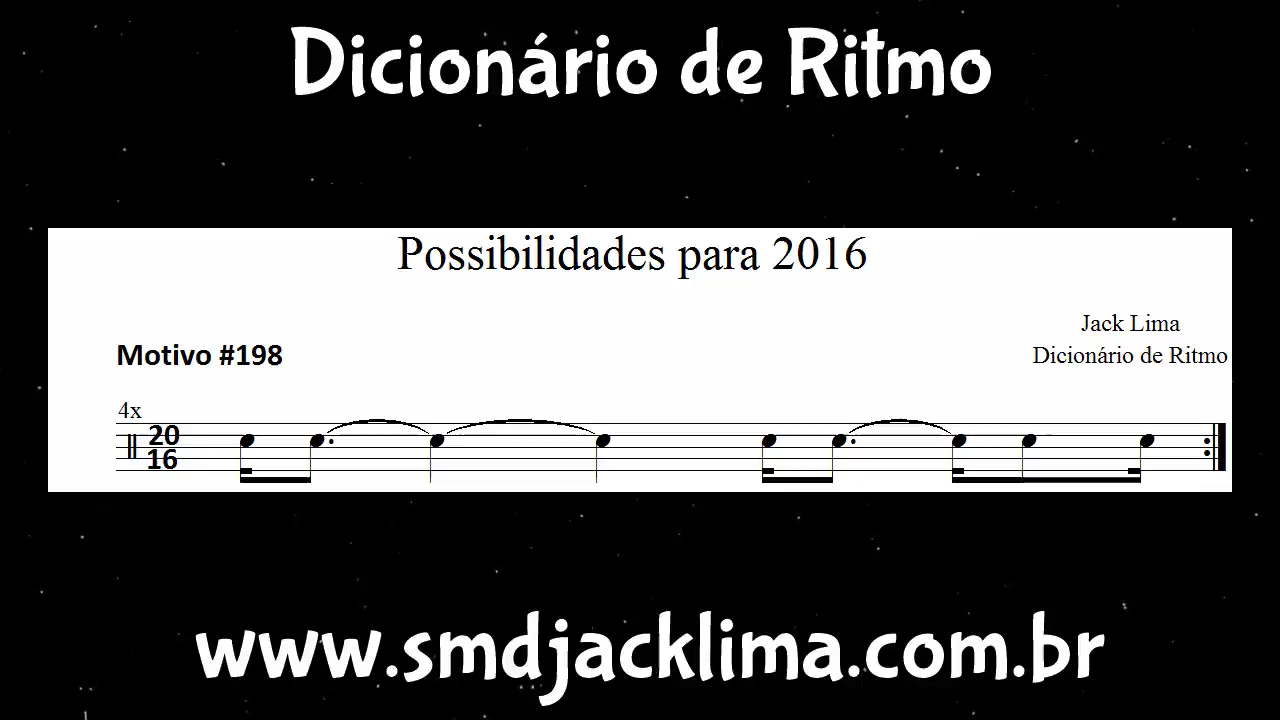 Dicionário de Ritmo
Possibilidades para 2016
Jack Lima
Motivo #198
Dicionário de Ritmo
4x
20
16
www.smdjacklima.com.br